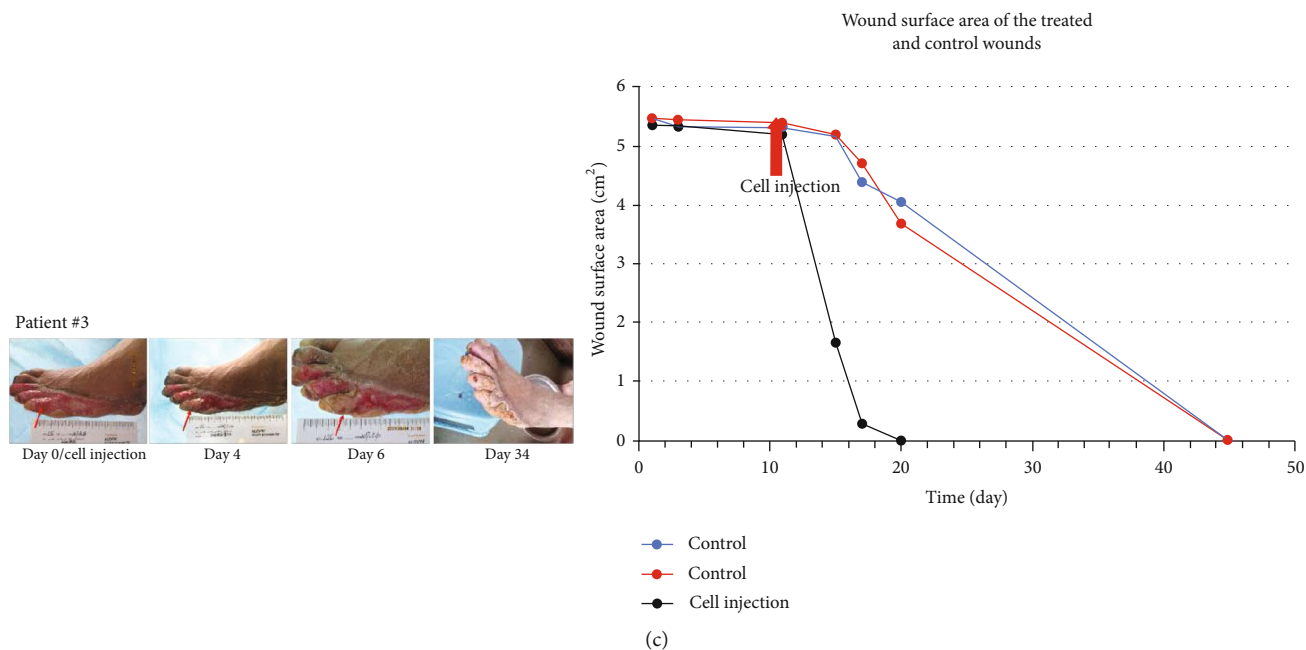 Patient #3
Day 0/cell injection
Day 4
Day 6
Day 34
Wound surface area of the treated
and control wounds
Wound surface area (cm²)
6
5
4
3
2
1
0
Cell injection
0 10 20 30 40 50
Time (day)
Control
Control
Cell injection
(c)